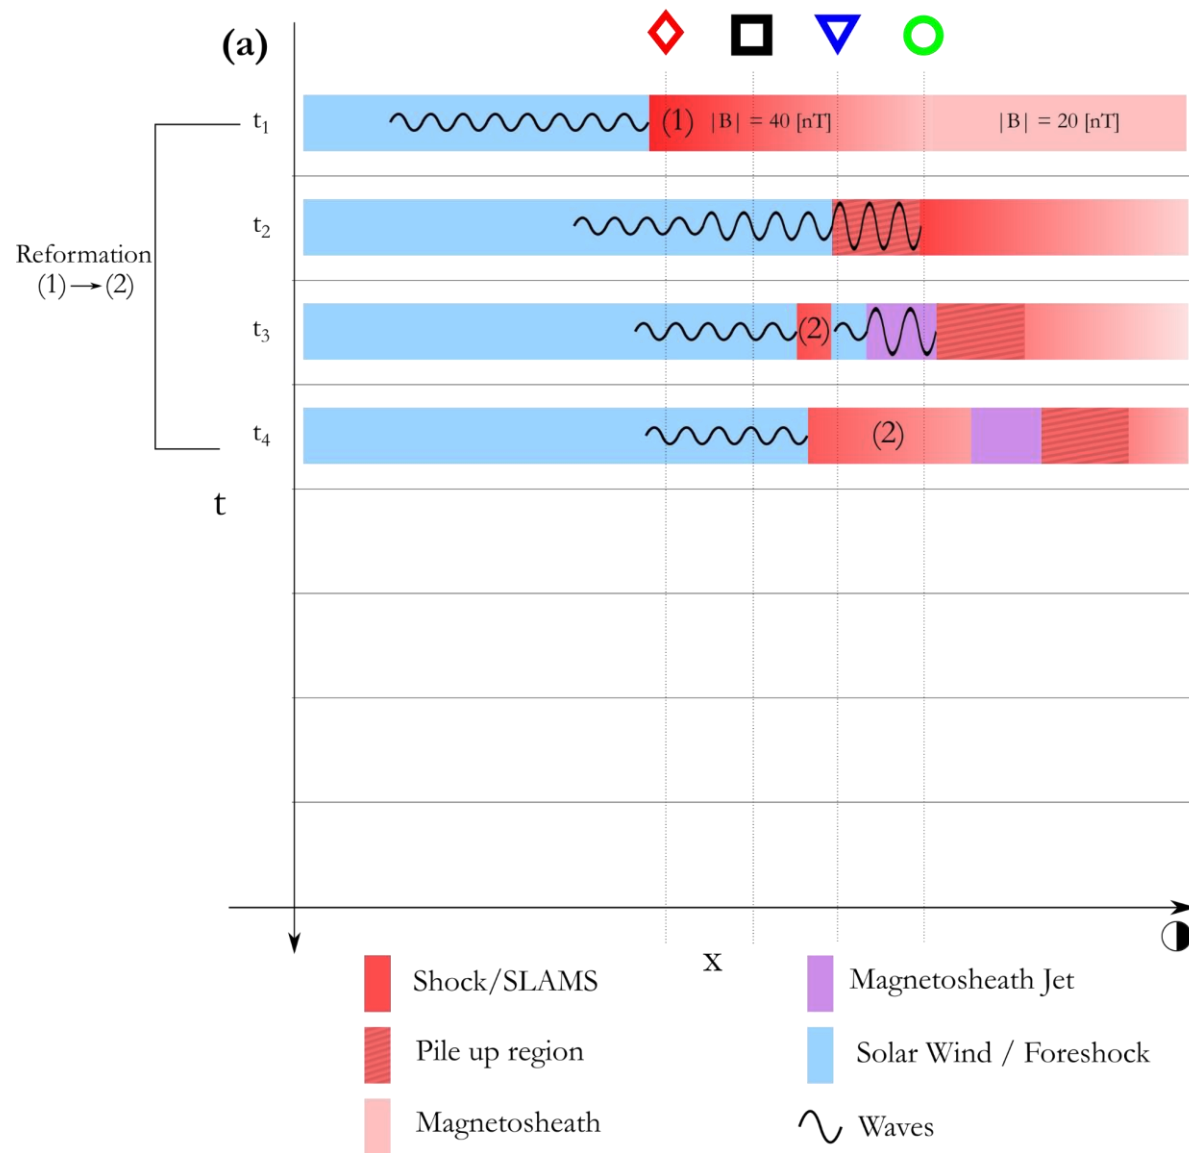 (a)
t1
(1) |B| = 40 [nT] |B| = 20 [nT]
t2
Reformation
(1)→(2)
t3
(2)
t4
(2)
t
x
Shock/SLAMS
Magnetosheath Jet
Pile up region
Solar Wind / Foreshock
Magnetosheath
Waves